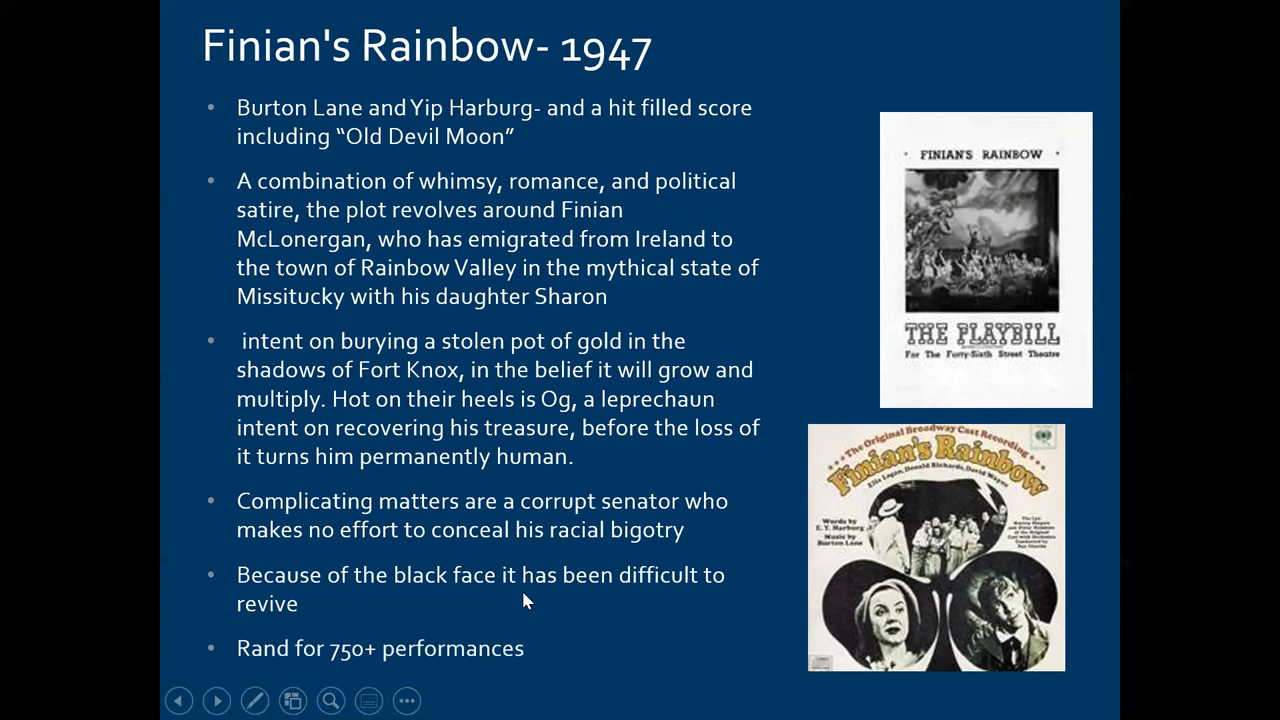 Finian's Rainbow- 1947
• Burton Lane and Yip Harburg- and a hit filled score
including “Old Devil Moon”
• A combination of whimsy, romance, and political
satire, the plot revolves around Finian
McLonergan, who has emigrated from Ireland to
the town of Rainbow Valley in the mythical state of
Missitucky with his daughter Sharon
• intent on burying a stolen pot of gold in the
shadows of Fort Knox, in the belief it will grow and
multiply. Hot on their heels is Og, a leprechaun
intent on recovering his treasure, before the loss of
it turns him permanently human.
• Complicating matters are a corrupt senator who
makes no effort to conceal his racial bigotry
• Because of the black face it has been difficult to
revive
• Rand for 750+ performances
FINIAN'S RAINBOW
THE PLAYBILL
For The Forty-Sixth Street Theatre
The Original Broadway Cast Recording
Finian's Rainbow
Ella Logan, Donald Richards, David Wayne
Words by
E.Y. Harburg
Music by
Burton Lane